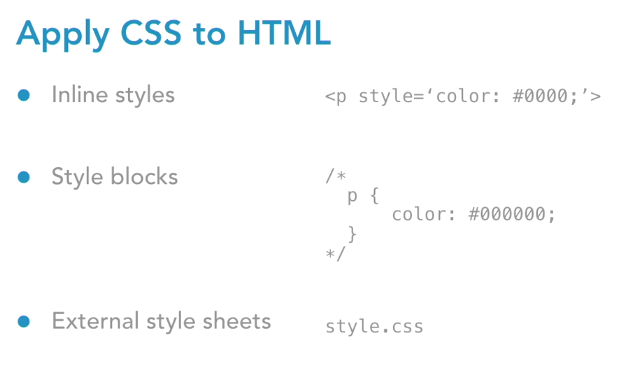 Apply CSS to HTML
● Inline styles
<p style=‘color: #0000;’>
● Style blocks
/*
p {
color: #000000;
}
*/
● External style sheets
style.css